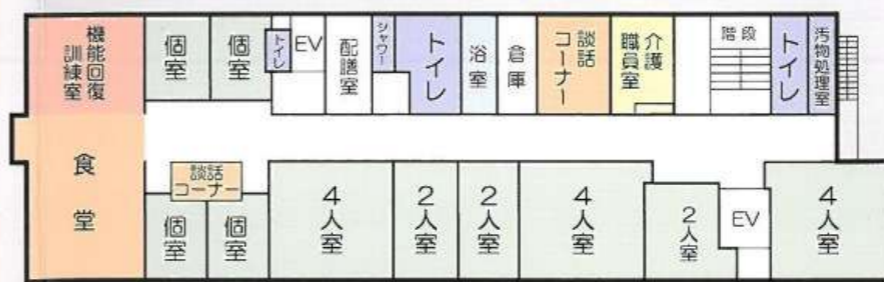 機能回復
訓練室
個室
個室
トイレ
EV
配膳室
シャワー
トイレ
浴室
倉庫
談話
コーナー
介護
職員室
階段
トイレ
汚物処理室
食堂
談話
コーナー
個室
個室
4人室
2人室
2人室
4人室
2人室
EV
4人室